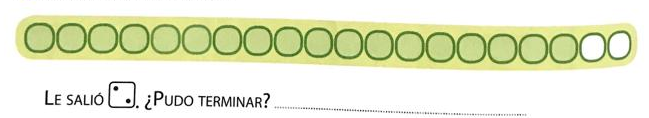 LE SALIÓ . ¿PUDO TERMINAR?